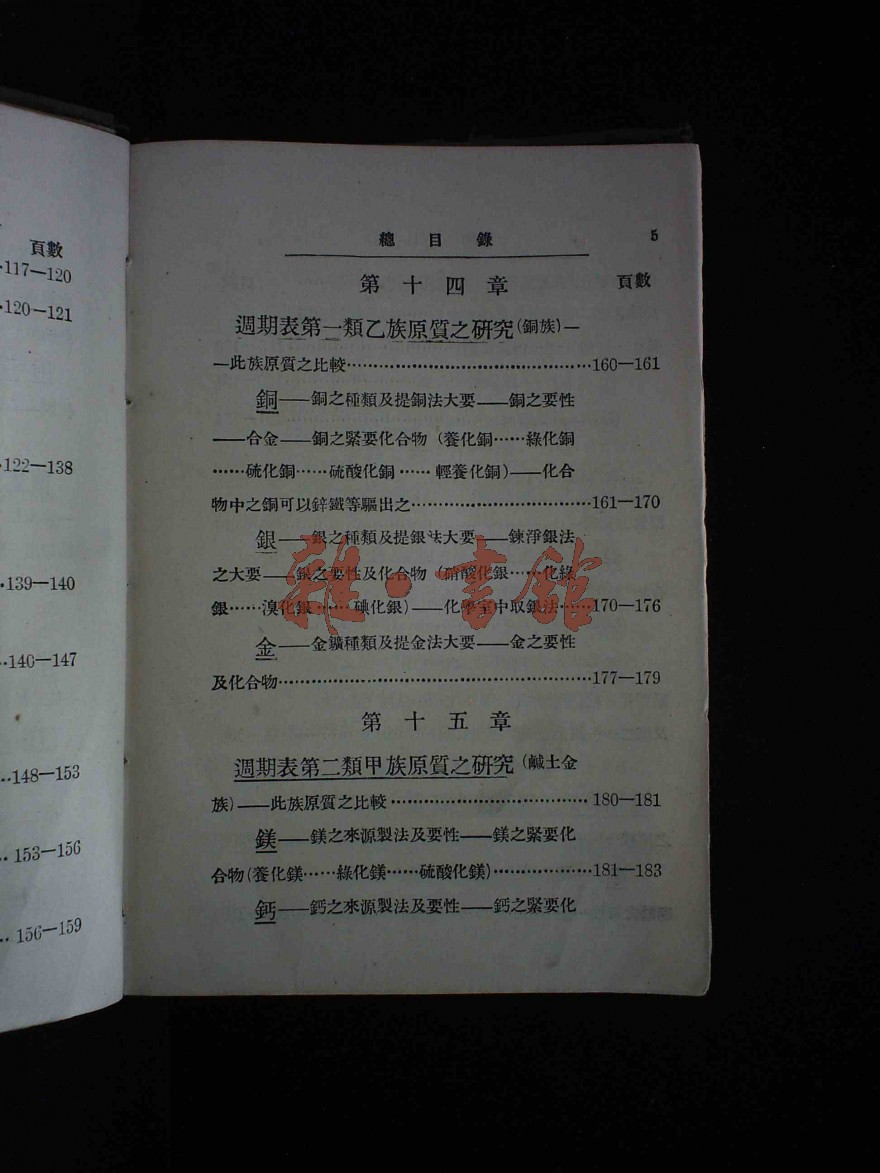 頁數
·117—120
·120—121
·122—138
·139—140
··140—147
··148—153
·· 153—156
·· 156—159
總目錄 5
第十四章 頁數
週期表第一類乙族原質之研究(銅族)—
—此族原質之比較……………………………160—161
銅——銅之種類及提銅法大要——銅之要性
——合金——銅之緊要化合物(養化銅……綠化銅
……硫化銅……硫酸化銅……輕養化銅)——化合
物中之銅可以鋅鐵等驅出之……………………161—170
銀——銀之種類及提銀法大要——鍊淨銀法
之大要——銀之要性及化合物(硝酸化銀……化綠
銀……溴化銀……碘化銀)——化學室中取銀法……170—176
金——金鑛種類及提金法大要——金之要性
及化合物……………………………………177—179
第十五章
週期表第二類甲族原質之研究(鹹土金
族)——此族原質之比較………………………180—181
鎂——鎂之來源製法及要性——鎂之緊要化
合物(養化鎂……綠化鎂……硫酸化鎂)…………181—183
鈣——鈣之來源製法及要性——鈣之緊要化
雜·書館